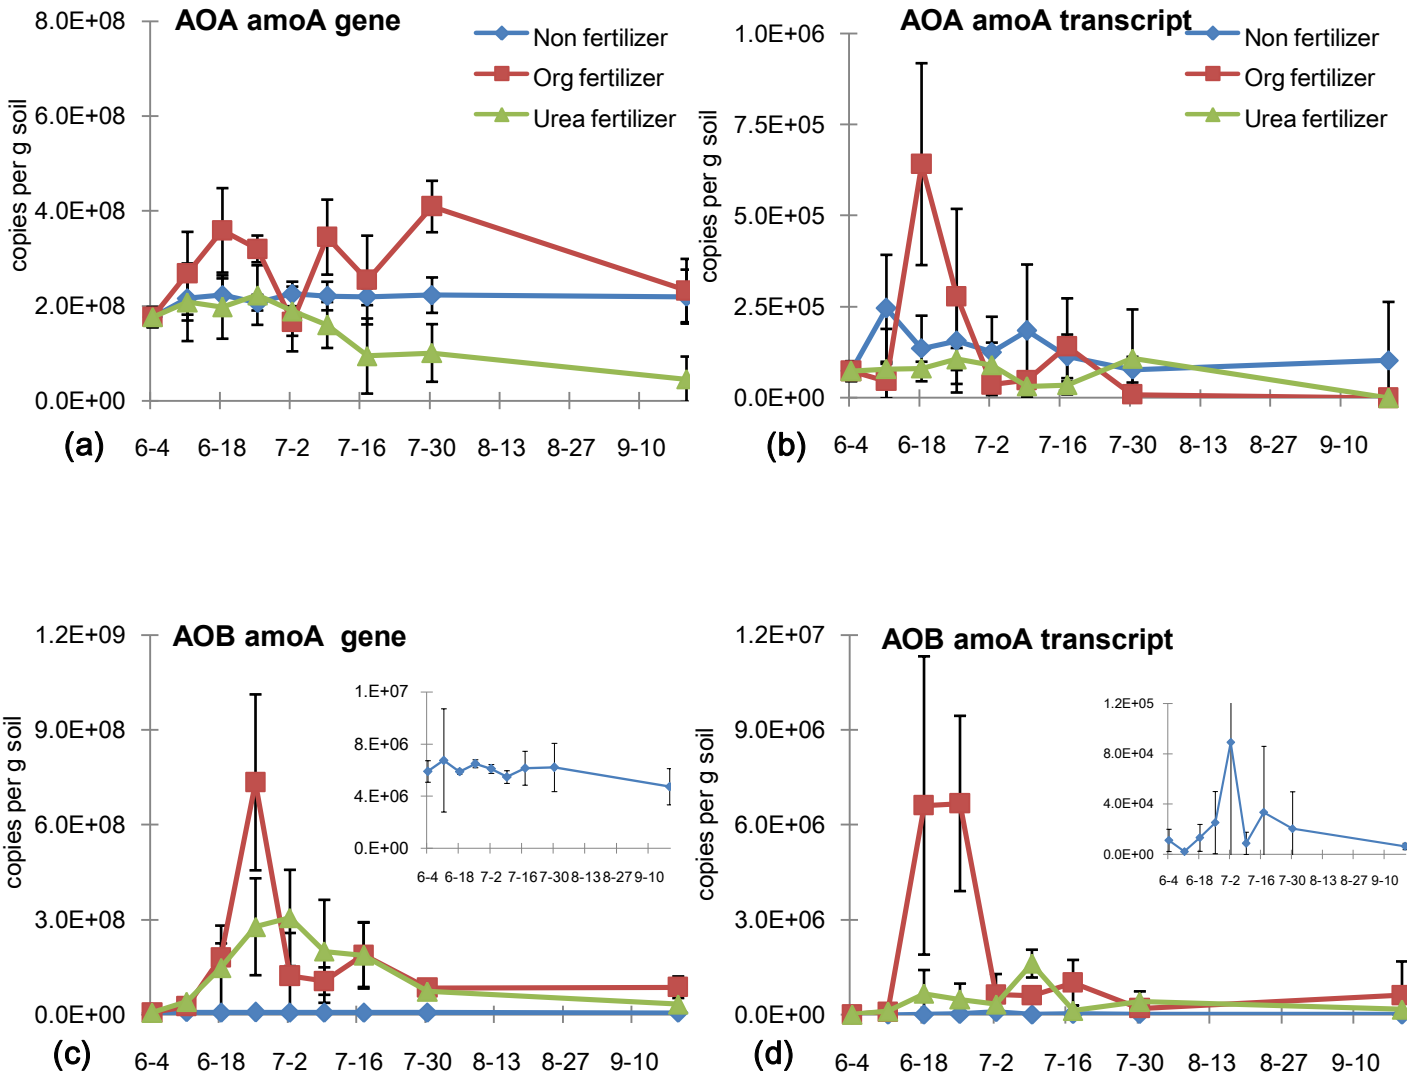 AOA amoA gene
8.0E+08
6.0E+08
4.0E+08
2.0E+08
0.0E+00
copies per g soil
Non fertilizer
Org fertilizer
Urea fertilizer
(a)
6-4 6-18 7-2 7-16 7-30 8-13 8-27 9-10
AOA amoA transcript
1.0E+06
7.5E+05
5.0E+05
2.5E+05
0.0E+00
copies per g soil
Non fertilizer
Org fertilizer
Urea fertilizer
(b)
6-4 6-18 7-2 7-16 7-30 8-13 8-27 9-10
AOB amoA gene
1.2E+09
9.0E+08
6.0E+08
3.0E+08
0.0E+00
copies per g soil
1.E+07
8.E+06
4.E+06
0.E+00
6-4 6-18 7-2 7-16 7-30 8-13 8-27 9-10
(c)
6-4 6-18 7-2 7-16 7-30 8-13 8-27 9-10
AOB amoA transcript
1.2E+07
9.0E+06
6.0E+06
3.0E+06
0.0E+00
copies per g soil
1.2E+05
8.0E+04
4.0E+04
0.0E+00
6-4 6-18 7-2 7-16 7-30 8-13 8-27 9-10
(d)
6-4 6-18 7-2 7-16 7-30 8-13 8-27 9-10